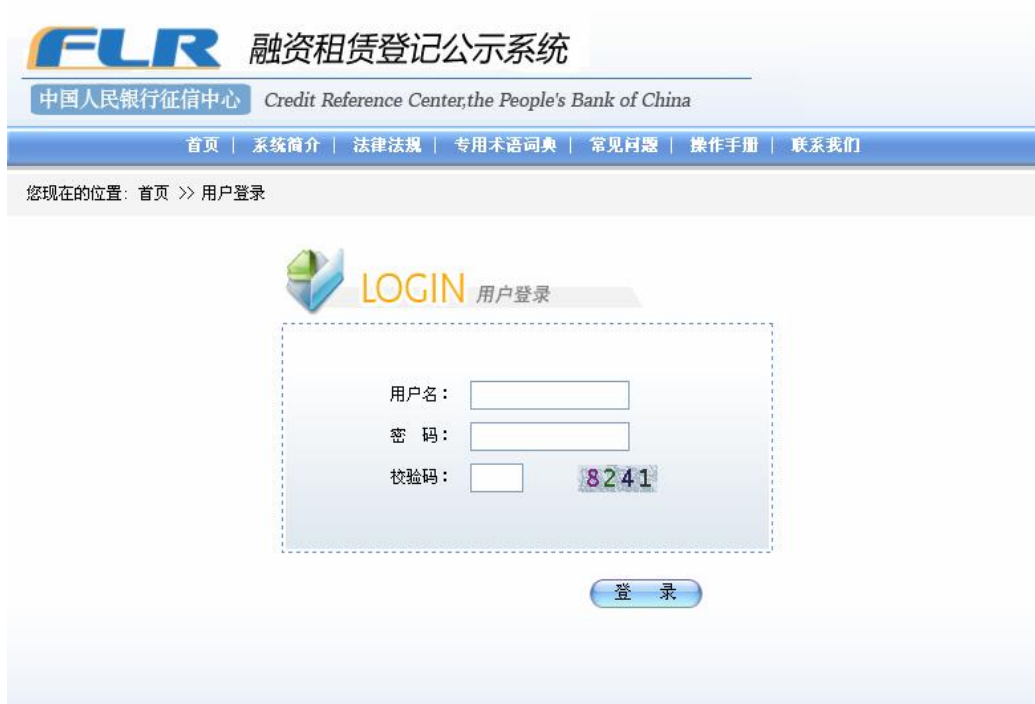 FLR 融资租赁登记公示系统
中国人民银行征信中心 Credit Reference Center,the People's Bank of China
首页 | 系统简介 | 法律法规 | 专用术语词典 | 常见问题 | 操作手册 | 联系我们
您现在的位置: 首页 >> 用户登录
LOGIN 用户登录
用户名:
密 码:
校验码: 8241
登 录